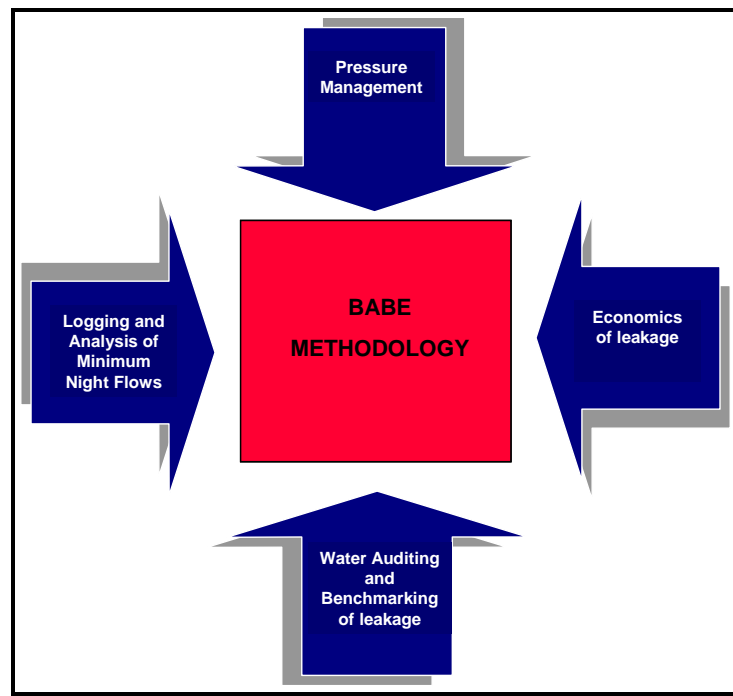 Pressure
Management
Logging and
Analysis of
Minimum
Night Flows
BABE
METHODOLOGY
Economics
of leakage
Water Auditing
and
Benchmarking
of leakage